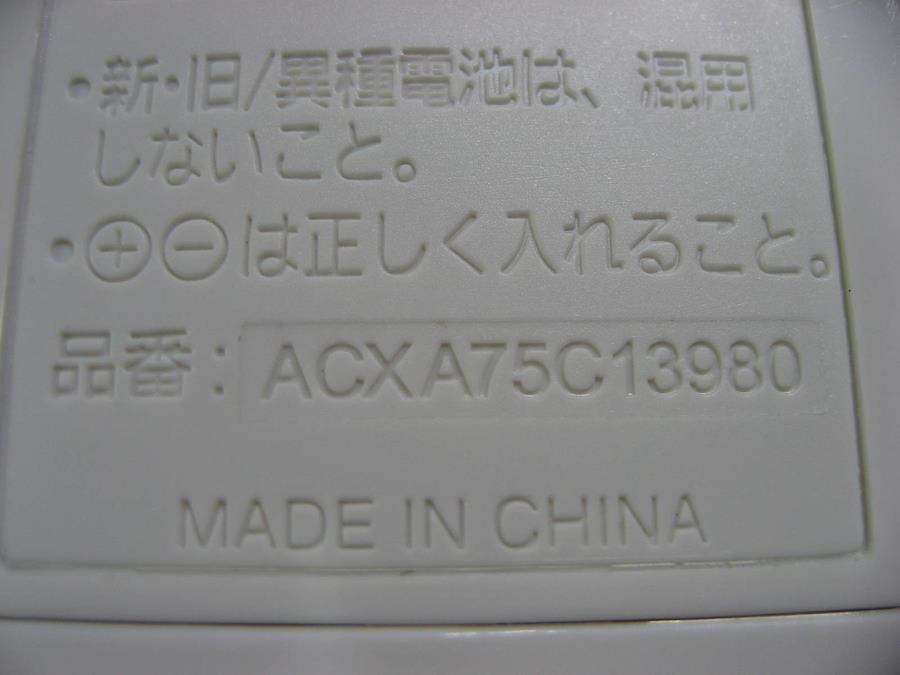 ・新・旧/異種電池は、混用
しないこと。
・⊕⊖は正しく入れること。
品番：ACXA75C13980
MADE IN CHINA